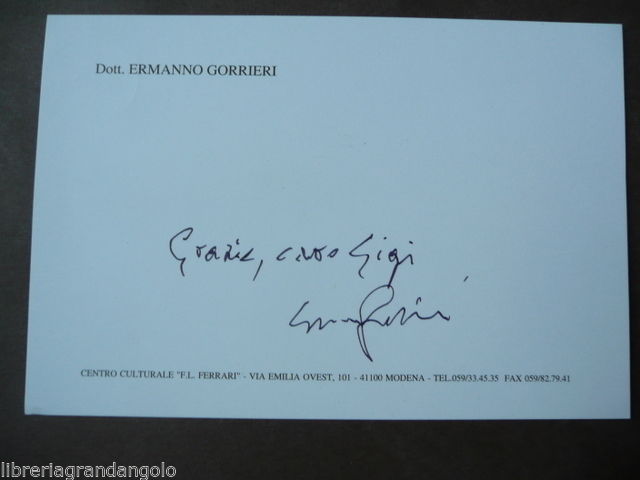 Dott. ERMANNO GORRIERI
Grazie, caro Gigi
CENTRO CULTURALE "F.L. FERRARI" - VIA EMILIA OVEST, 101 - 41100 MODENA - TEL.059/33.45.35 FAX 059/82.79.41
libreriagrandangolo